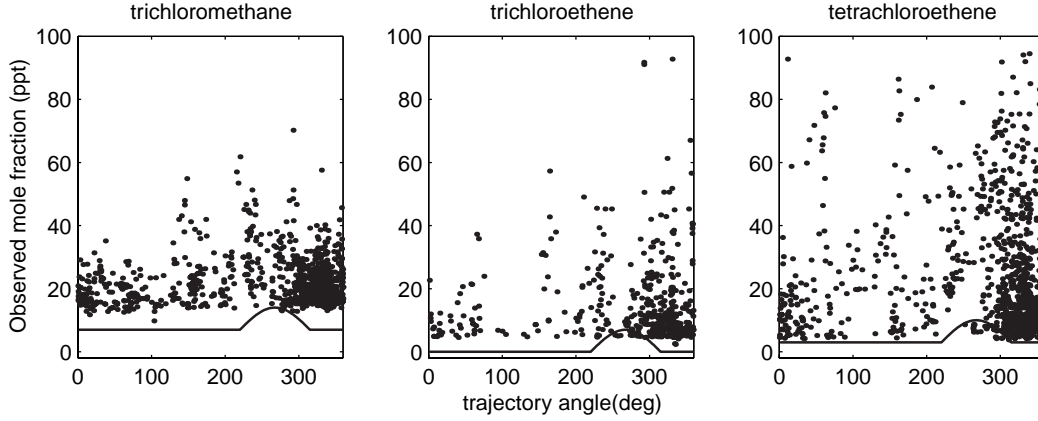 trichloromethane
trichloroethene
tetrachloroethene
Observed mole fraction (ppt)
100
80
60
40
20
0
0 100 200 300
100
80
60
40
20
0
0 100 200 300
100
80
60
40
20
0
0 100 200 300
trajectory angle(deg)